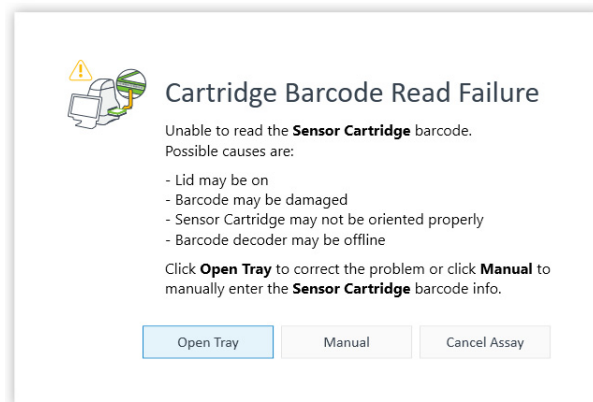 Cartridge Barcode Read Failure
Unable to read the Sensor Cartridge barcode.
Possible causes are:
- Lid may be on
- Barcode may be damaged
- Sensor Cartridge may not be oriented properly
- Barcode decoder may be offline
Click Open Tray to correct the problem or click Manual to
manually enter the Sensor Cartridge barcode info.
Open Tray
Manual
Cancel Assay